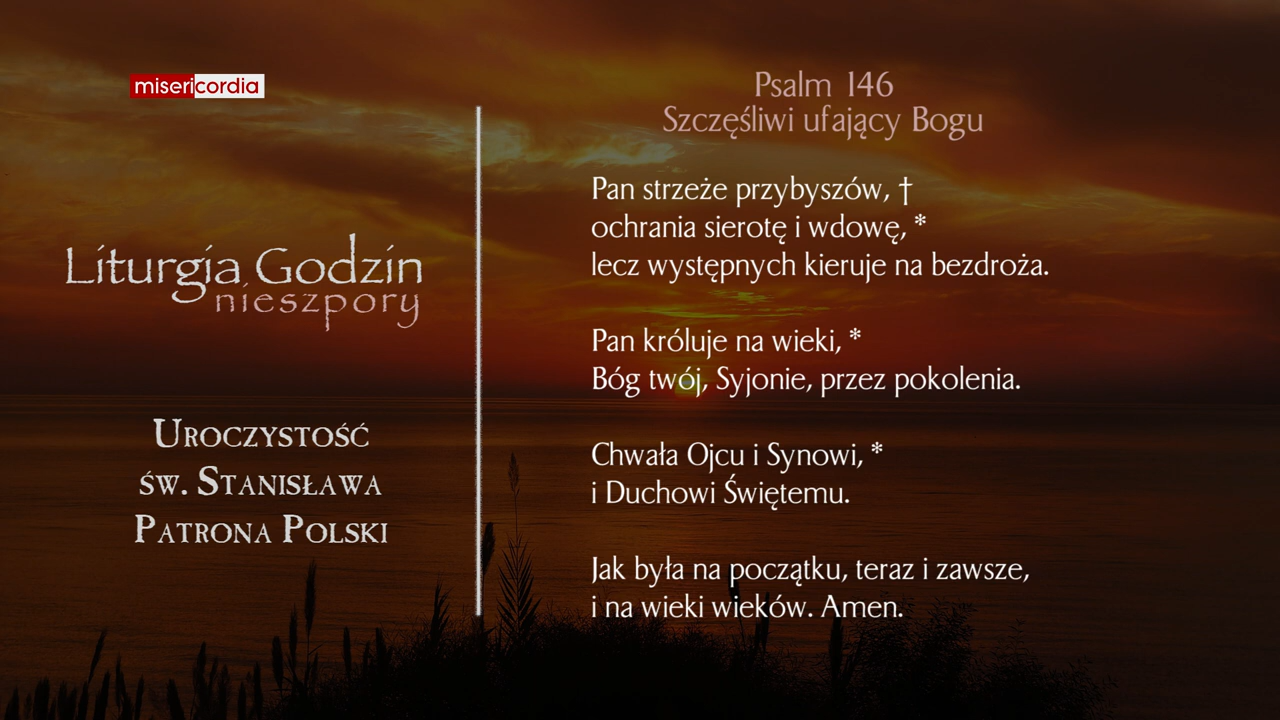 misericordia
Liturgia Godzin
nieszpory
Uroczystość
św. Stanisława
Patrona Polski
Psalm 146
Szczęśliwi ufający Bogu
Pan strzeże przybyszów, †
ochrania sierotę i wdowę, *
lecz występnych kieruje na bezdroża.
Pan króluje na wieki, *
Bóg twój, Syjonie, przez pokolenia.
Chwała Ojcu i Synowi, *
i Duchowi Świętemu.
Jak była na początku, teraz i zawsze,
i na wieki wieków. Amen.